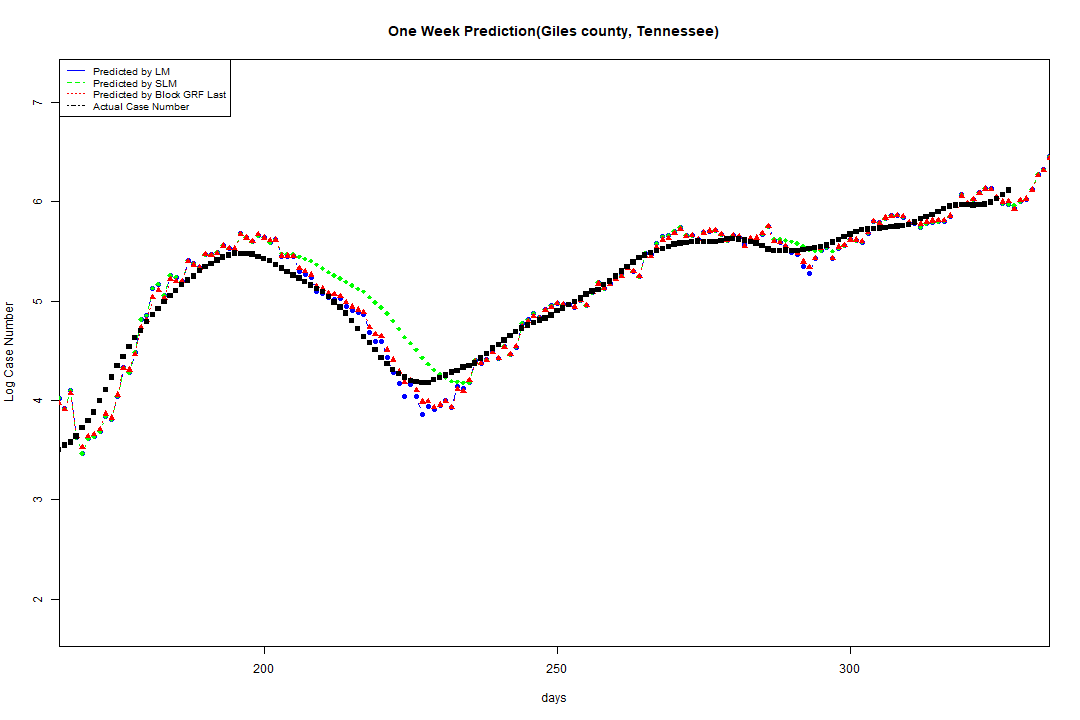 One Week Prediction(Giles county, Tennessee)
Predicted by LM
Predicted by SLM
Predicted by Block GRF Last
Actual Case Number
7
6
5
4
3
2
Log Case Number
200 250 300
days